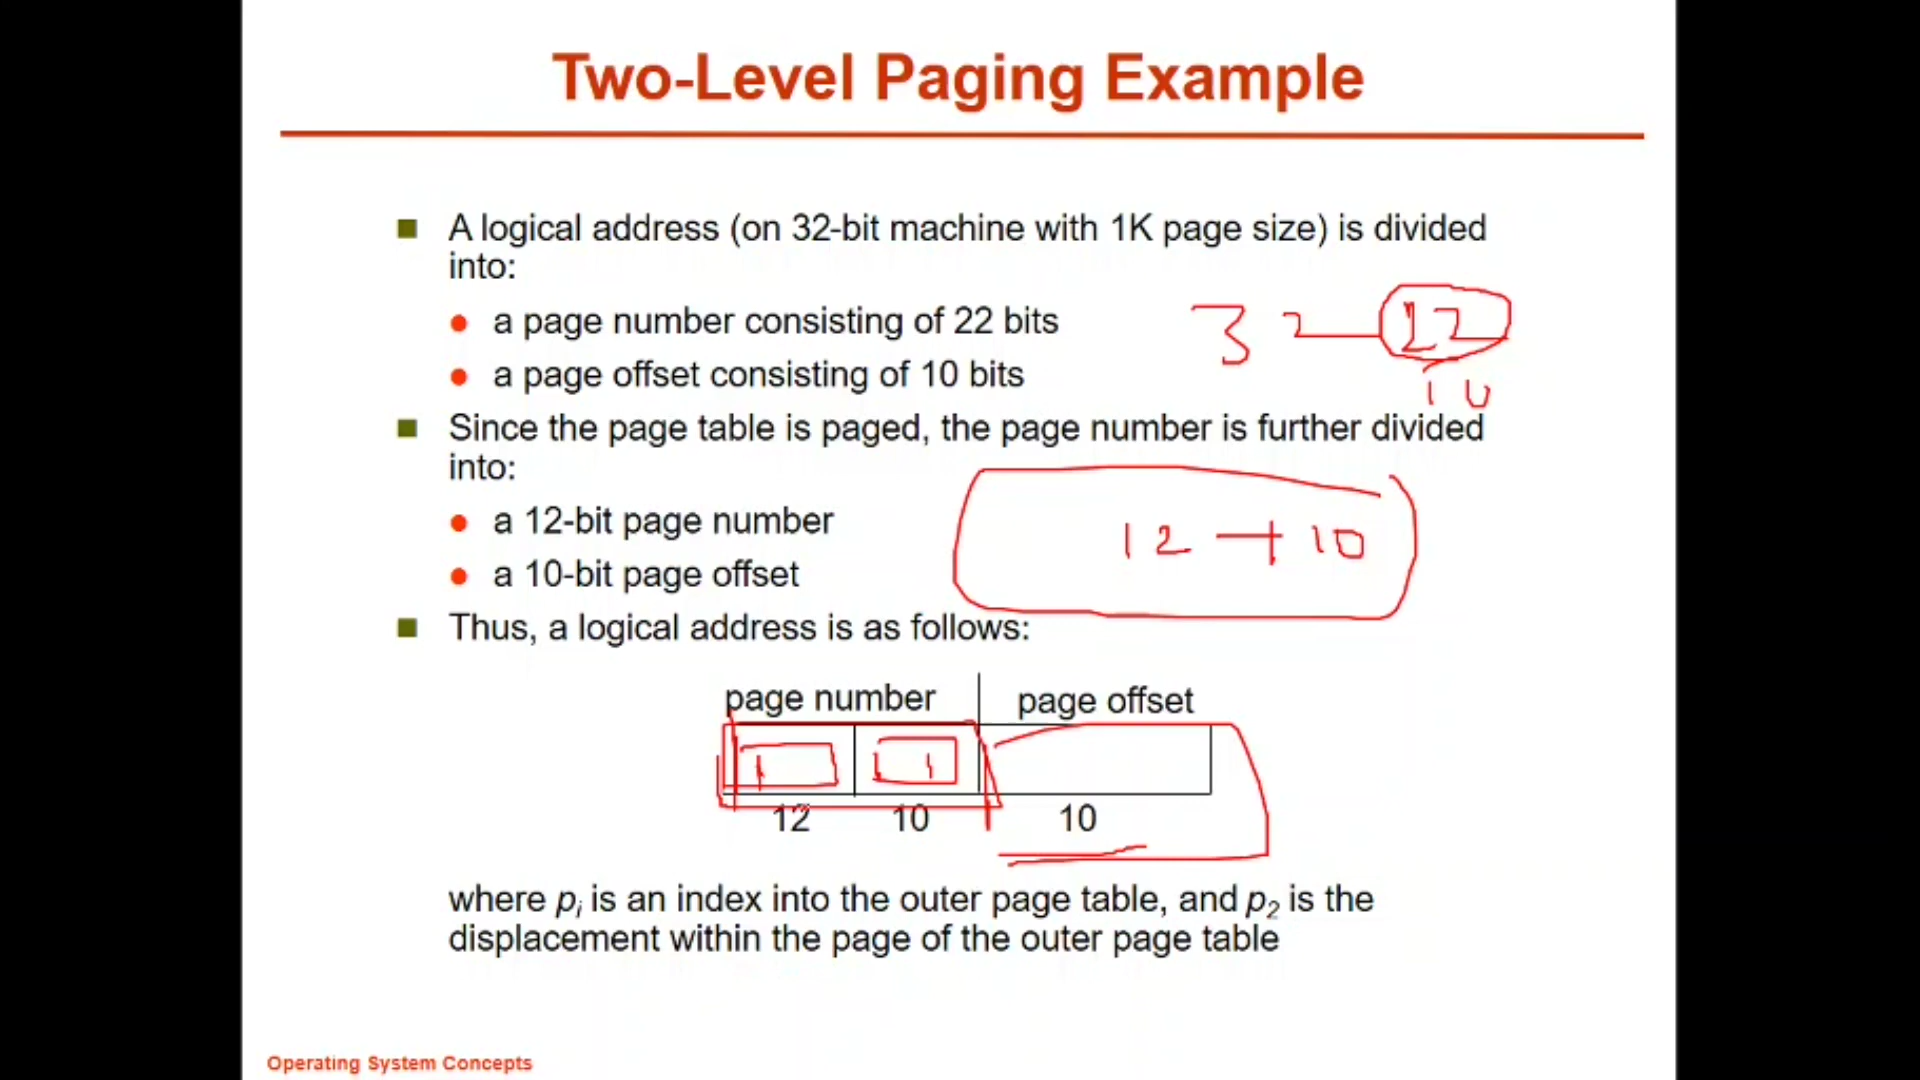 Two-Level Paging Example
A logical address (on 32-bit machine with 1K page size) is divided
into:
a page number consisting of 22 bits
32 22
a page offset consisting of 10 bits
10
Since the page table is paged, the page number is further divided
into:
a 12-bit page number
12 + 10
a 10-bit page offset
Thus, a logical address is as follows:
page number page offset
1 1
12 10 10
where pi is an index into the outer page table, and p2 is the
displacement within the page of the outer page table
Operating System Concepts